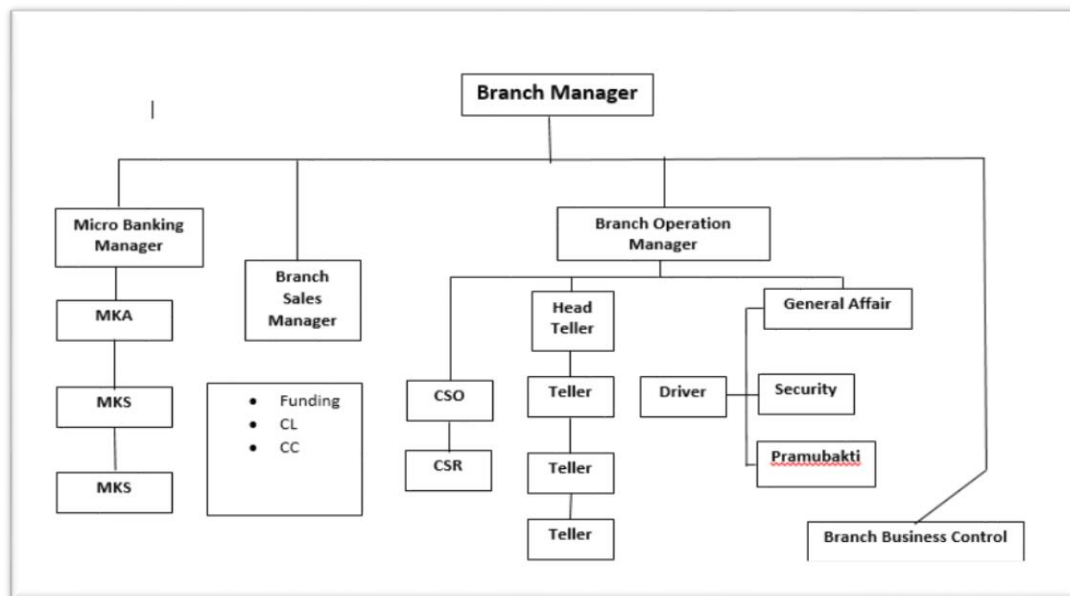 Branch Manager
Micro Banking
Manager
Branch Operation
Manager
Branch
Sales
Manager
MKA
Head
Teller
General Affair
MKS
• Funding
• CL
• CC
CSO
Teller
Driver
Security
MKS
CSR
Teller
Pramubakti
Teller
Branch Business Control